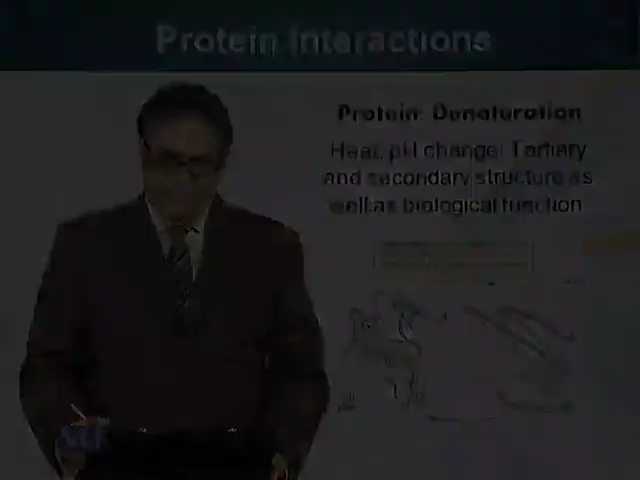 Protein Interactions
Protein Denaturation
Heat, pH change Tertiary
and secondary structure as
well as biological function